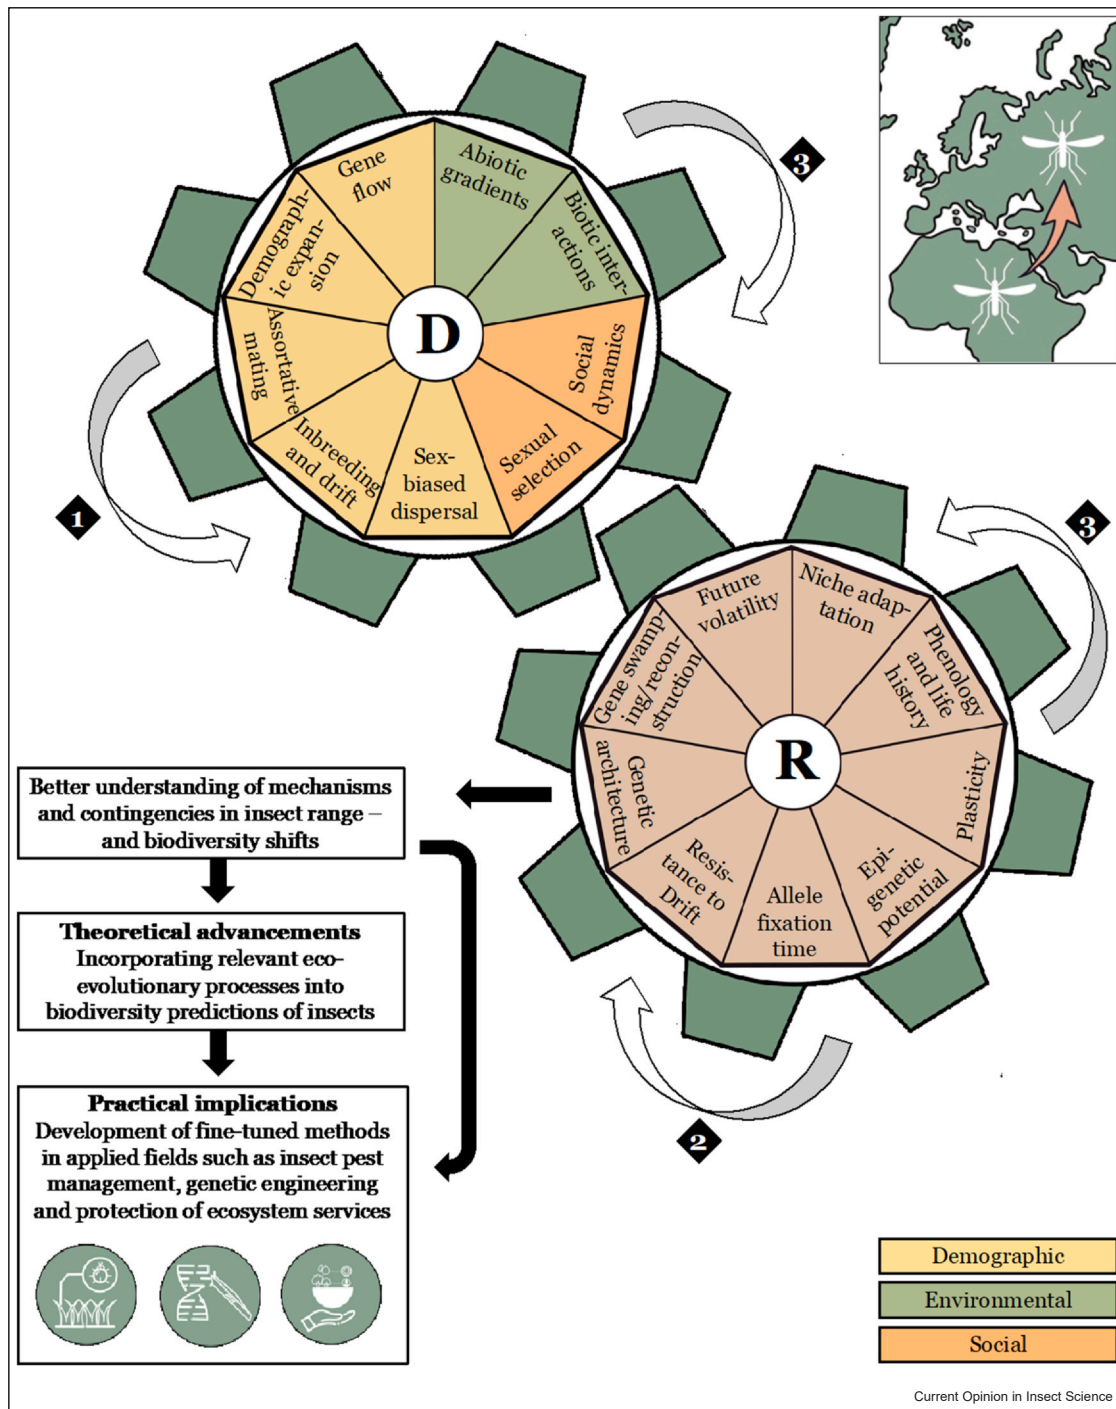 Gene
flow
Abiotic
gradients
Biotic inter-
actions
Social
dynamics
Sexual
selection
Sex-
biased
dispersal
Inbreeding
and drift
Assortative
mating
Demograph-
ic expan-
sion
D
3
1
Future
volatility
Niche adap-
tation
Phenology
and life
history
Plasticity
Epi-
genetic
potential
Allele
fixation
time
Resis-
tance to
Drift
Genetic
architecture
Gene swamp-
ing/recon-
struction
R
3
2
Better understanding of mechanisms
and contingencies in insect range –
and biodiversity shifts
Theoretical advancements
Incorporating relevant eco-
evolutionary processes into
biodiversity predictions of insects
Practical implications
Development of fine-tuned methods
in applied fields such as insect pest
management, genetic engineering
and protection of ecosystem services
Demographic
Environmental
Social
Current Opinion in Insect Science